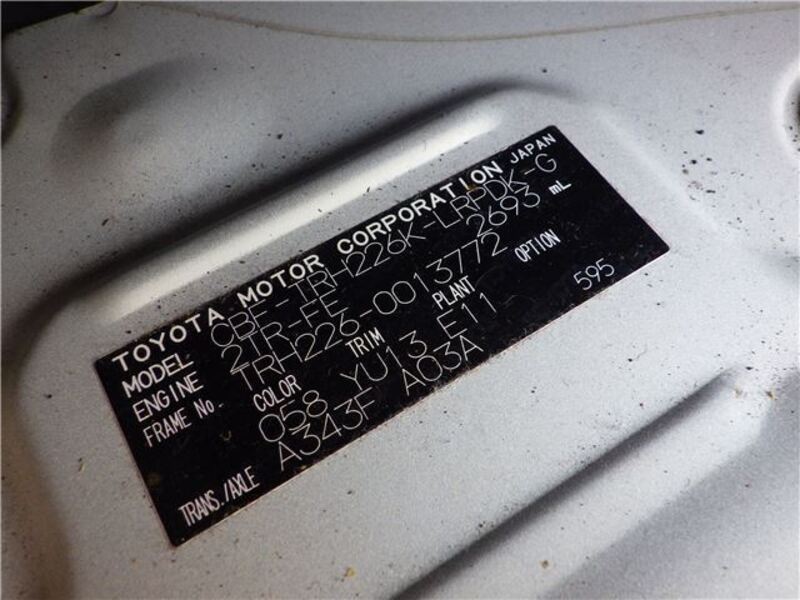 TOYOTA MOTOR CORPORATION JAPAN
MODEL CBF-TRH226K-LRPDK-G
ENGINE 2TR-FE 2693 mL
FRAME No. TRH226-0013772
COLOR TRIM PLANT OPTION
058 YU13 E11 595
TRANS./AXLE A343F A03A